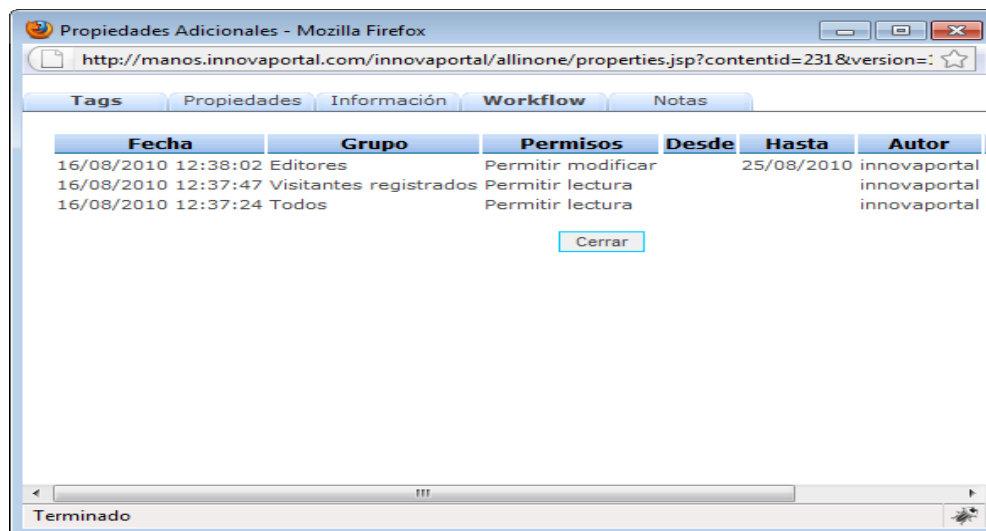 Propiedades Adicionales - Mozilla Firefox
http://manos.innovaportal.com/innovaportal/allinone/properties.jsp?contentid=231&version=
Tags Propiedades Información Workflow Notas
Fecha Grupo Permisos Desde Hasta Autor
16/08/2010 12:38:02 Editores Permitir modificar 25/08/2010 innovaportal
16/08/2010 12:37:47 Visitantes registrados Permitir lectura innovaportal
16/08/2010 12:37:24 Todos Permitir lectura innovaportal
Cerrar
Terminado